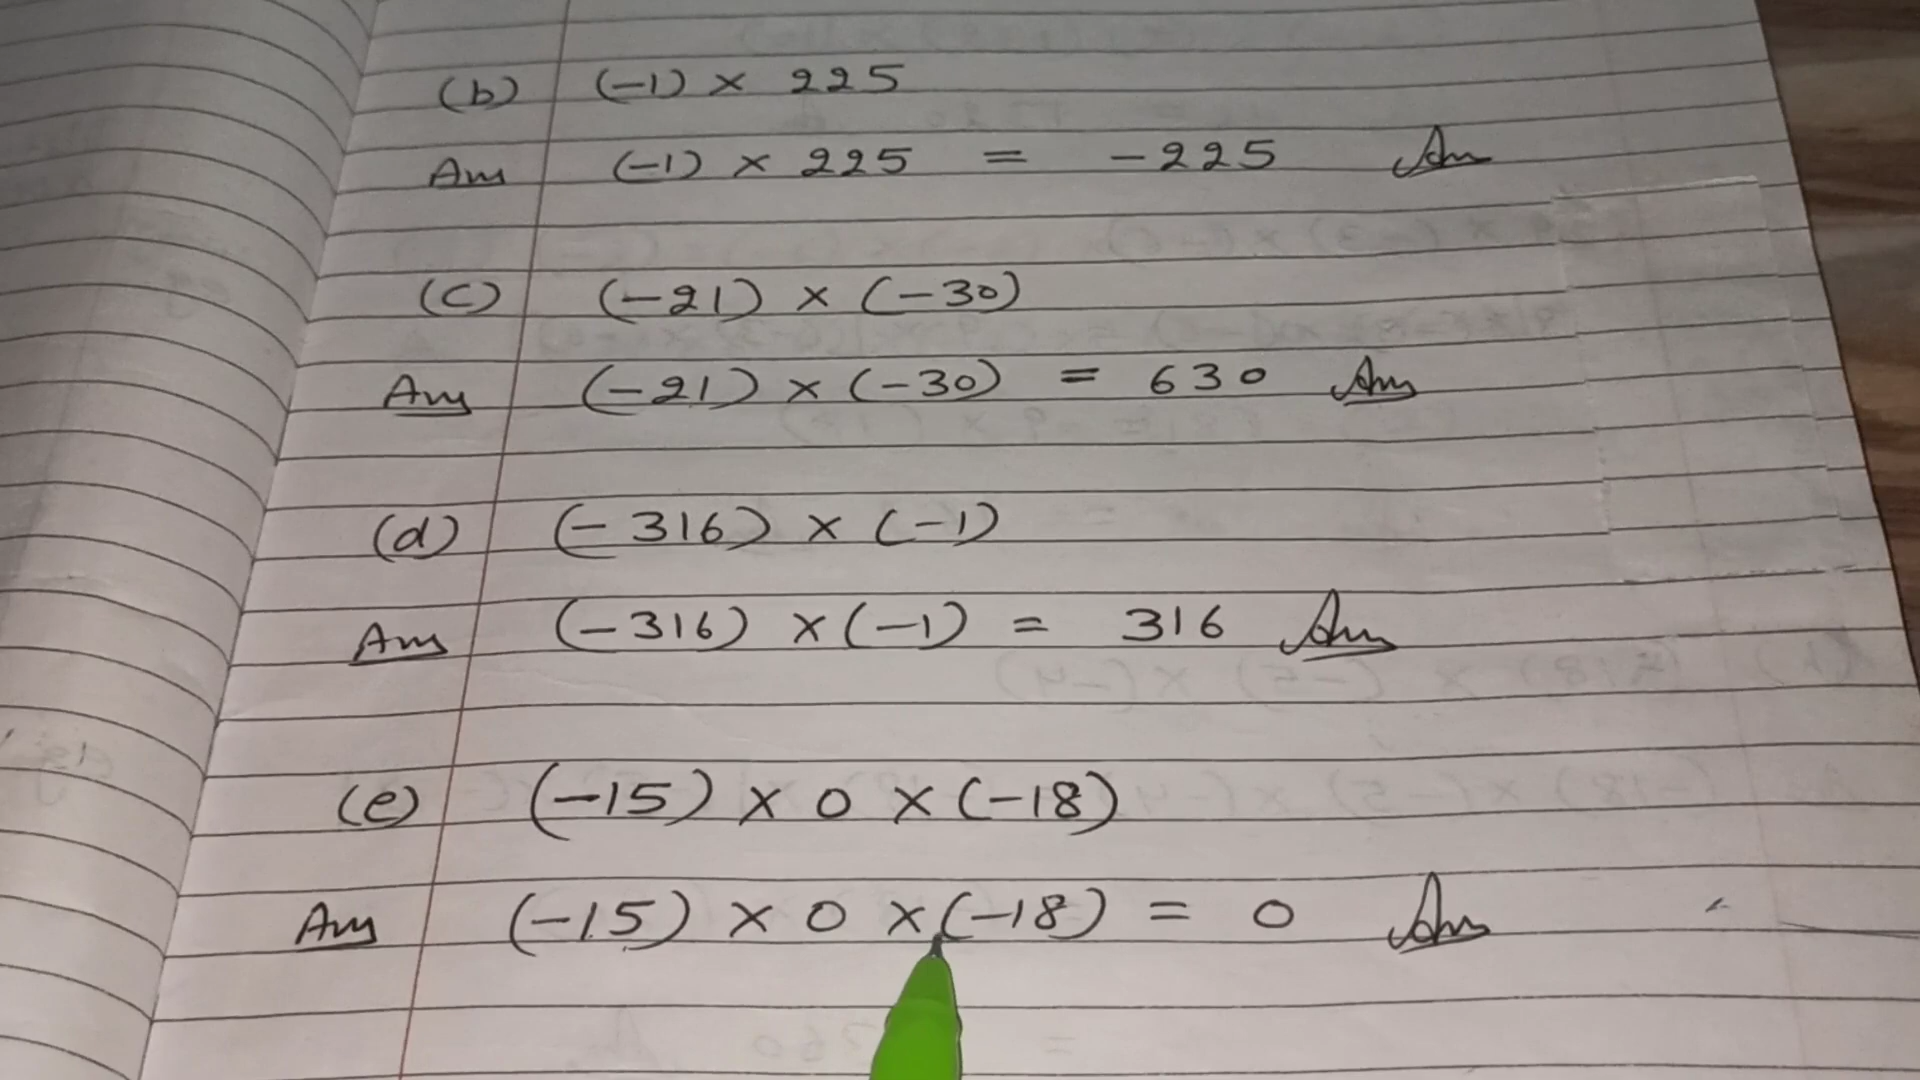 (b) (-1) × 225
Ans (-1) × 225 = -225 Ans
(c) (-21) × (-30)
Ans (-21) × (-30) = 630 Ans
(d) (-316) × (-1)
Ans (-316) × (-1) = 316 Ans
(e) (-15) × 0 × (-18)
Ans (-15) × 0 × (-18) = 0 Ans